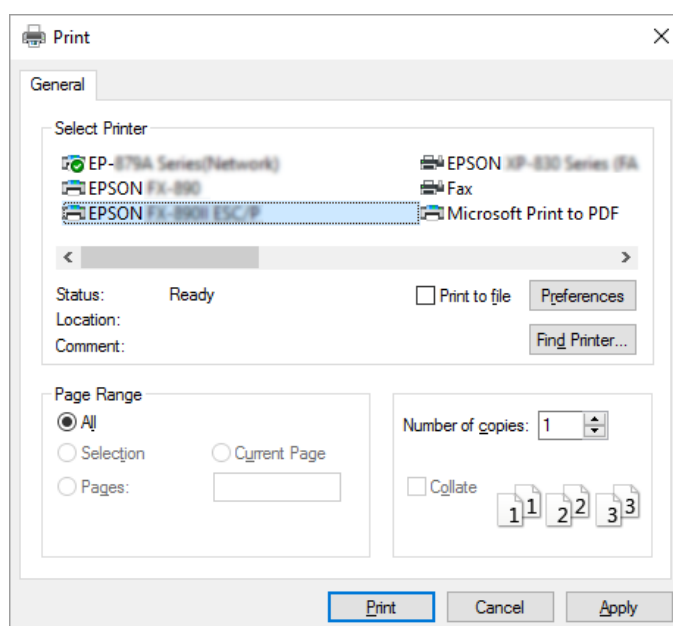 Print
General
Select Printer
EP-
EPSON
EPSON
EPSON
Fax
Microsoft Print to PDF
Status: Ready
Location:
Comment:
Print to file
Preferences
Find Printer...
Page Range
All
Selection
Current Page
Pages:
Number of copies: 1
Collate
1 1 2 2 3 3
Print
Cancel
Apply